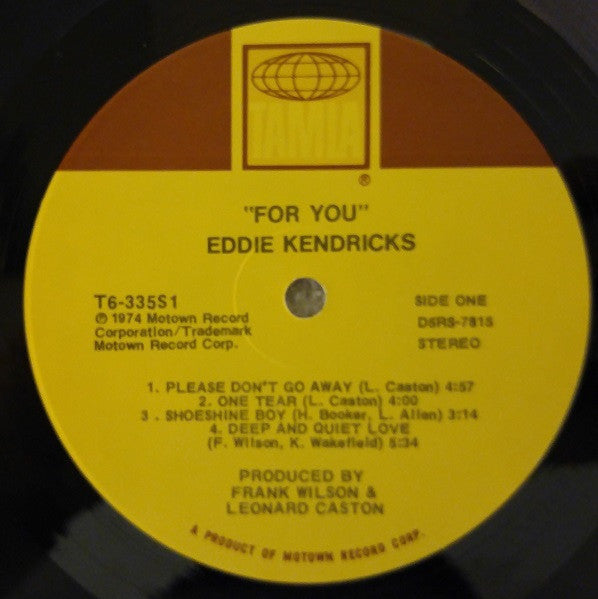 TAMLA
®
"FOR YOU"
EDDIE KENDRICKS
T6-335S1
℗ 1974 Motown Record
Corporation/Trademark
Motown Record Corp.
SIDE ONE
DSRS-7815
STEREO
1. PLEASE DON'T GO AWAY (L. Caston) 4:57
2. ONE TEAR (L. Caston) 4:00
3. SHOESHINE BOY (H. Booker, L. Allen) 3:14
4. DEEP AND QUIET LOVE
(F. Wilson, K. Wakefield) 5:34
PRODUCED BY
FRANK WILSON &
LEONARD CASTON
A PRODUCT OF MOTOWN RECORD CORP.